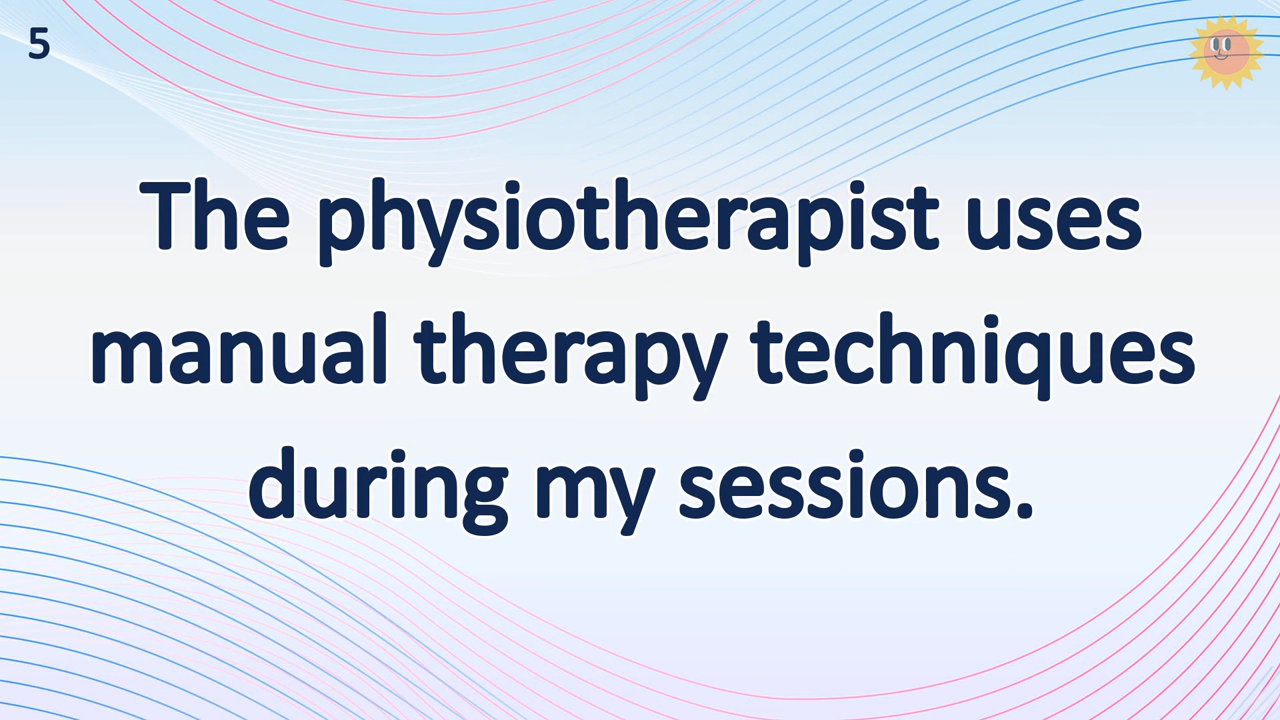 5
The physiotherapist uses
manual therapy techniques
during my sessions.